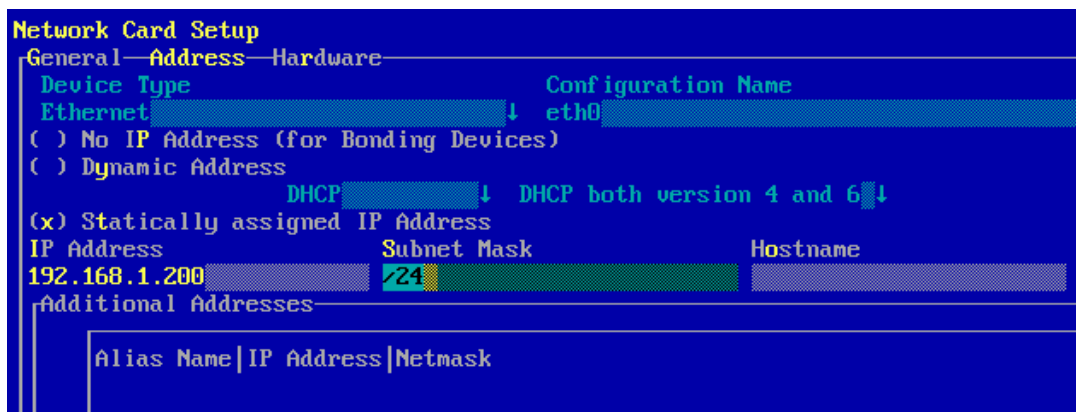 Network Card Setup
General—Address—Hardware
Device Type Configuration Name
Ethernet ↓ eth0
( ) No IP Address (for Bonding Devices)
( ) Dynamic Address
DHCP ↓ DHCP both version 4 and 6 ↓
(x) Statically assigned IP Address
IP Address Subnet Mask Hostname
192.168.1.200 /24
Additional Addresses
Alias Name|IP Address|Netmask